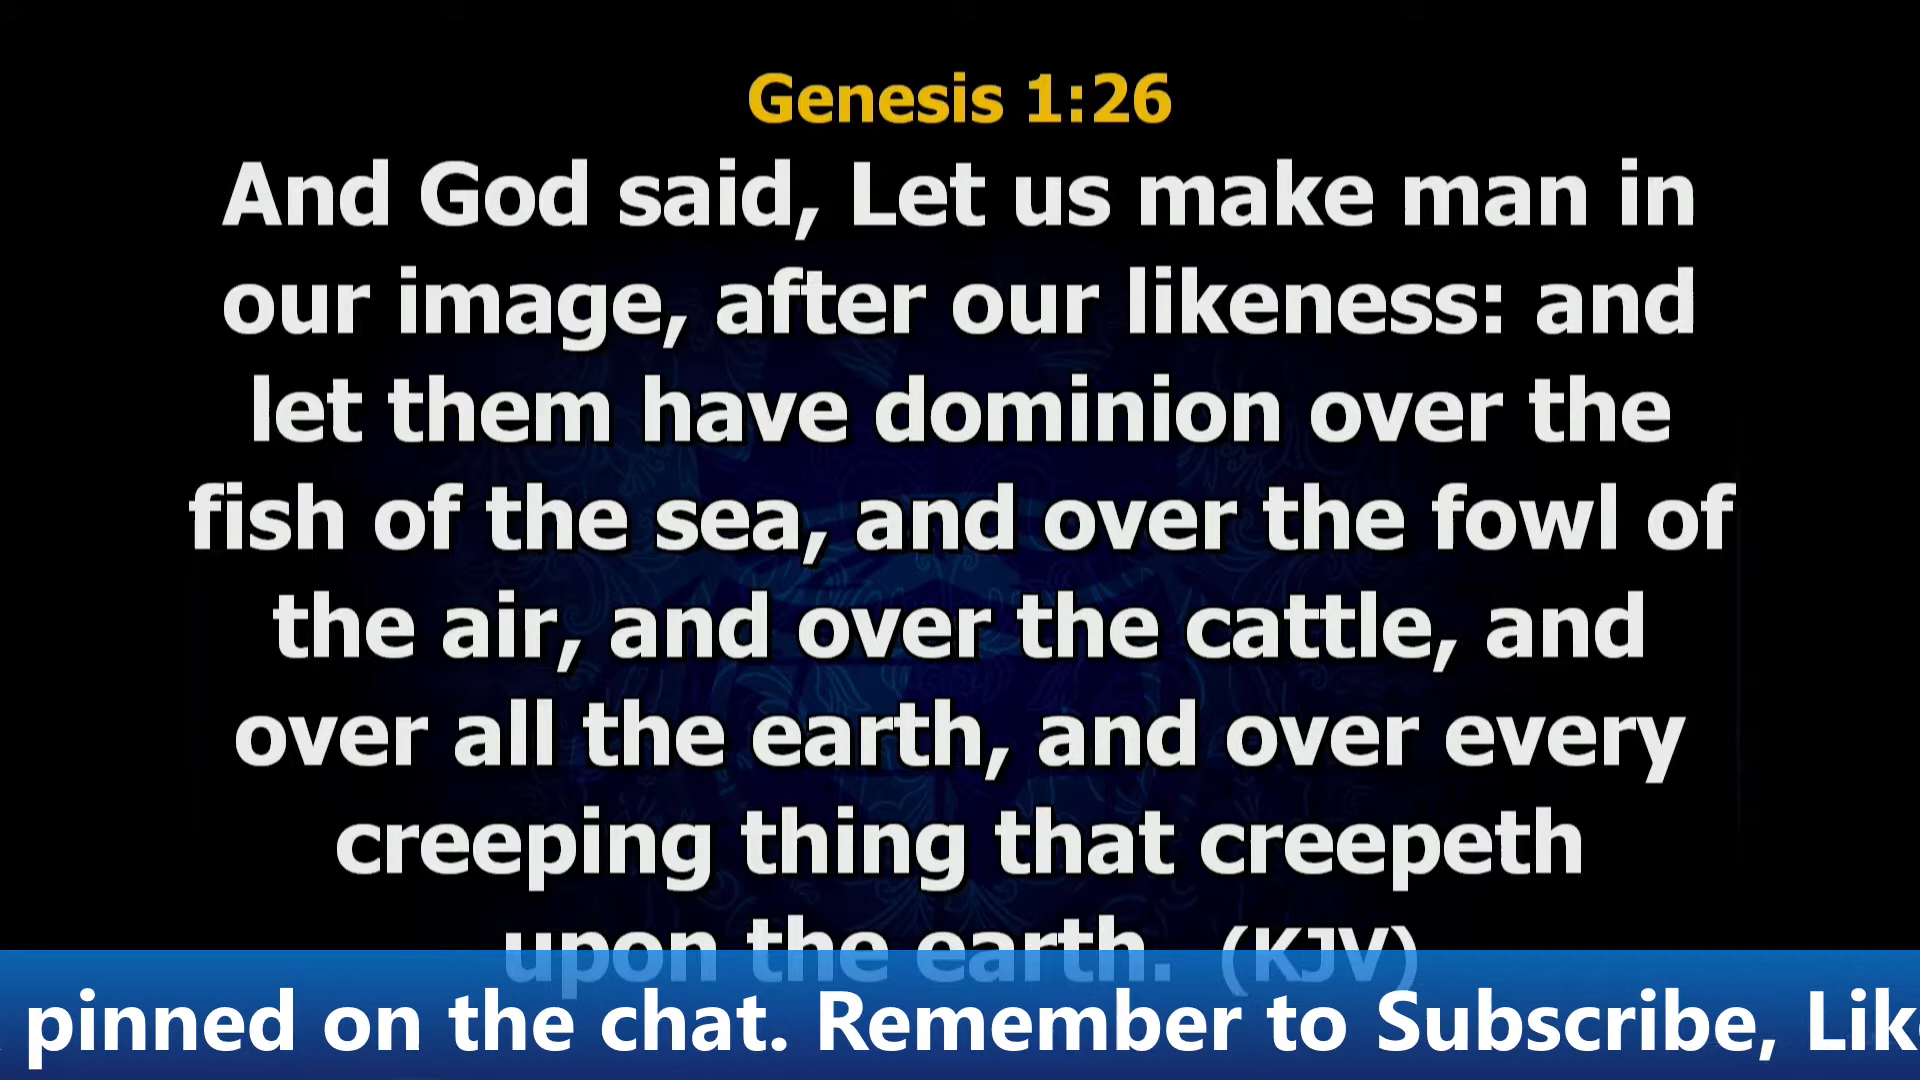 Genesis 1:26
And God said, Let us make man in
our image, after our likeness: and
let them have dominion over the
fish of the sea, and over the fowl of
the air, and over the cattle, and
over all the earth, and over every
creeping thing that creepeth
upon the earth. (KJV)
pinned on the chat. Remember to Subscribe, Lik